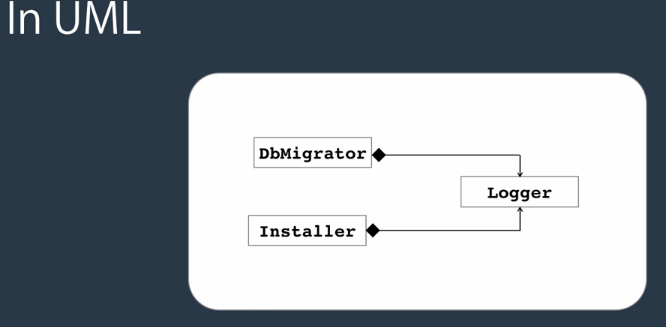 In UML
DbMigrator
Logger
Installer